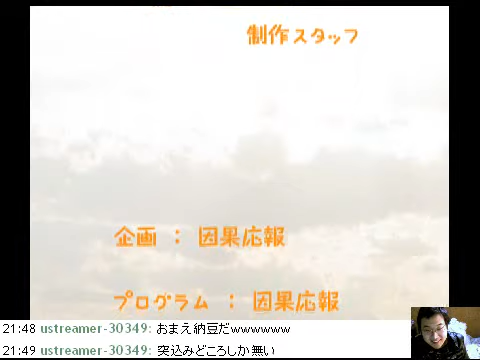 制作スタッフ
企画 : 因果応報
プログラム : 因果応報
21:48 ustreamer-30349: おまえ納豆だwwwwww
21:49 ustreamer-30349: 突込みどころしか無い